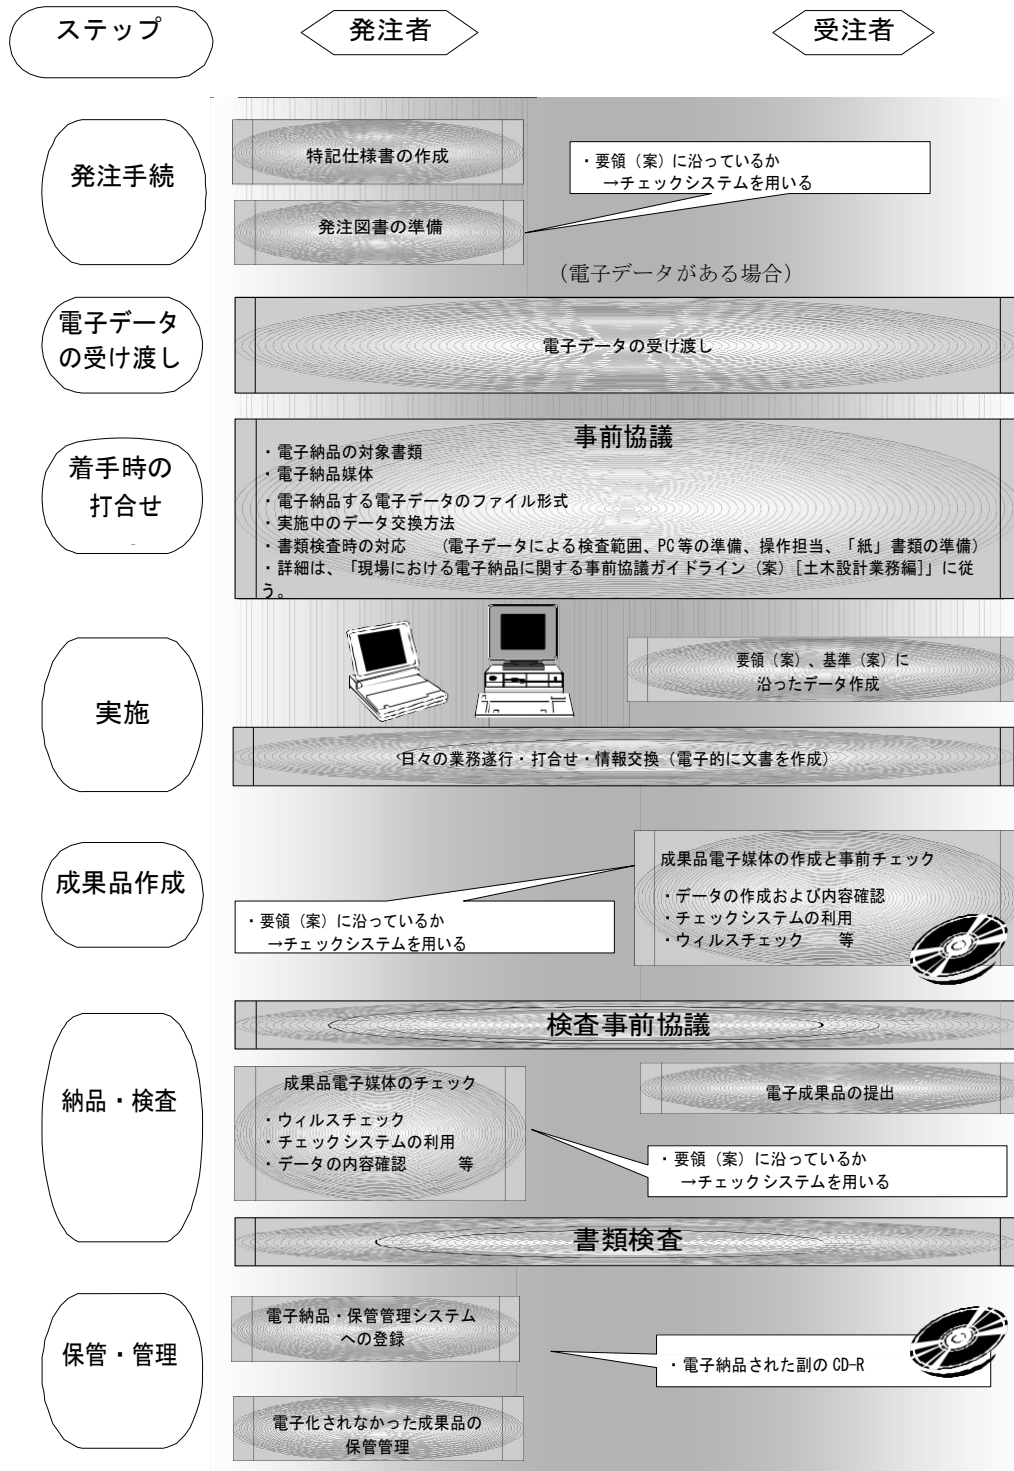 ステップ
発注者
受注者
発注手続
特記仕様書の作成
・要領（案）に沿っているか
→チェックシステムを用いる
発注図書の準備
（電子データがある場合）
電子データ
の受け渡し
電子データの受け渡し
着手時の
打合せ
事前協議
・電子納品の対象書類
・電子納品媒体
・電子納品する電子データのファイル形式
・実施中のデータ交換方法
・書類検査時の対応　（電子データによる検査範囲、PC等の準備、操作担当、「紙」書類の準備）
・詳細は、「現場における電子納品に関する事前協議ガイドライン（案）[土木設計業務編]」に従
う。
実施
要領（案）、基準（案）に
沿ったデータ作成
日々の業務遂行・打合せ・情報交換（電子的に文書を作成）
成果品作成
成果品電子媒体の作成と事前チェック
・データの作成および内容確認
・チェックシステムの利用
・ウィルスチェック　等
・要領（案）に沿っているか
→チェックシステムを用いる
納品・検査
検査事前協議
成果品電子媒体のチェック
・ウィルスチェック
・チェックシステムの利用
・データの内容確認　等
電子成果品の提出
・要領（案）に沿っているか
→チェックシステムを用いる
書類検査
保管・管理
電子納品・保管管理システム
への登録
・電子納品された副の CD-R
電子化されなかった成果品の
保管管理